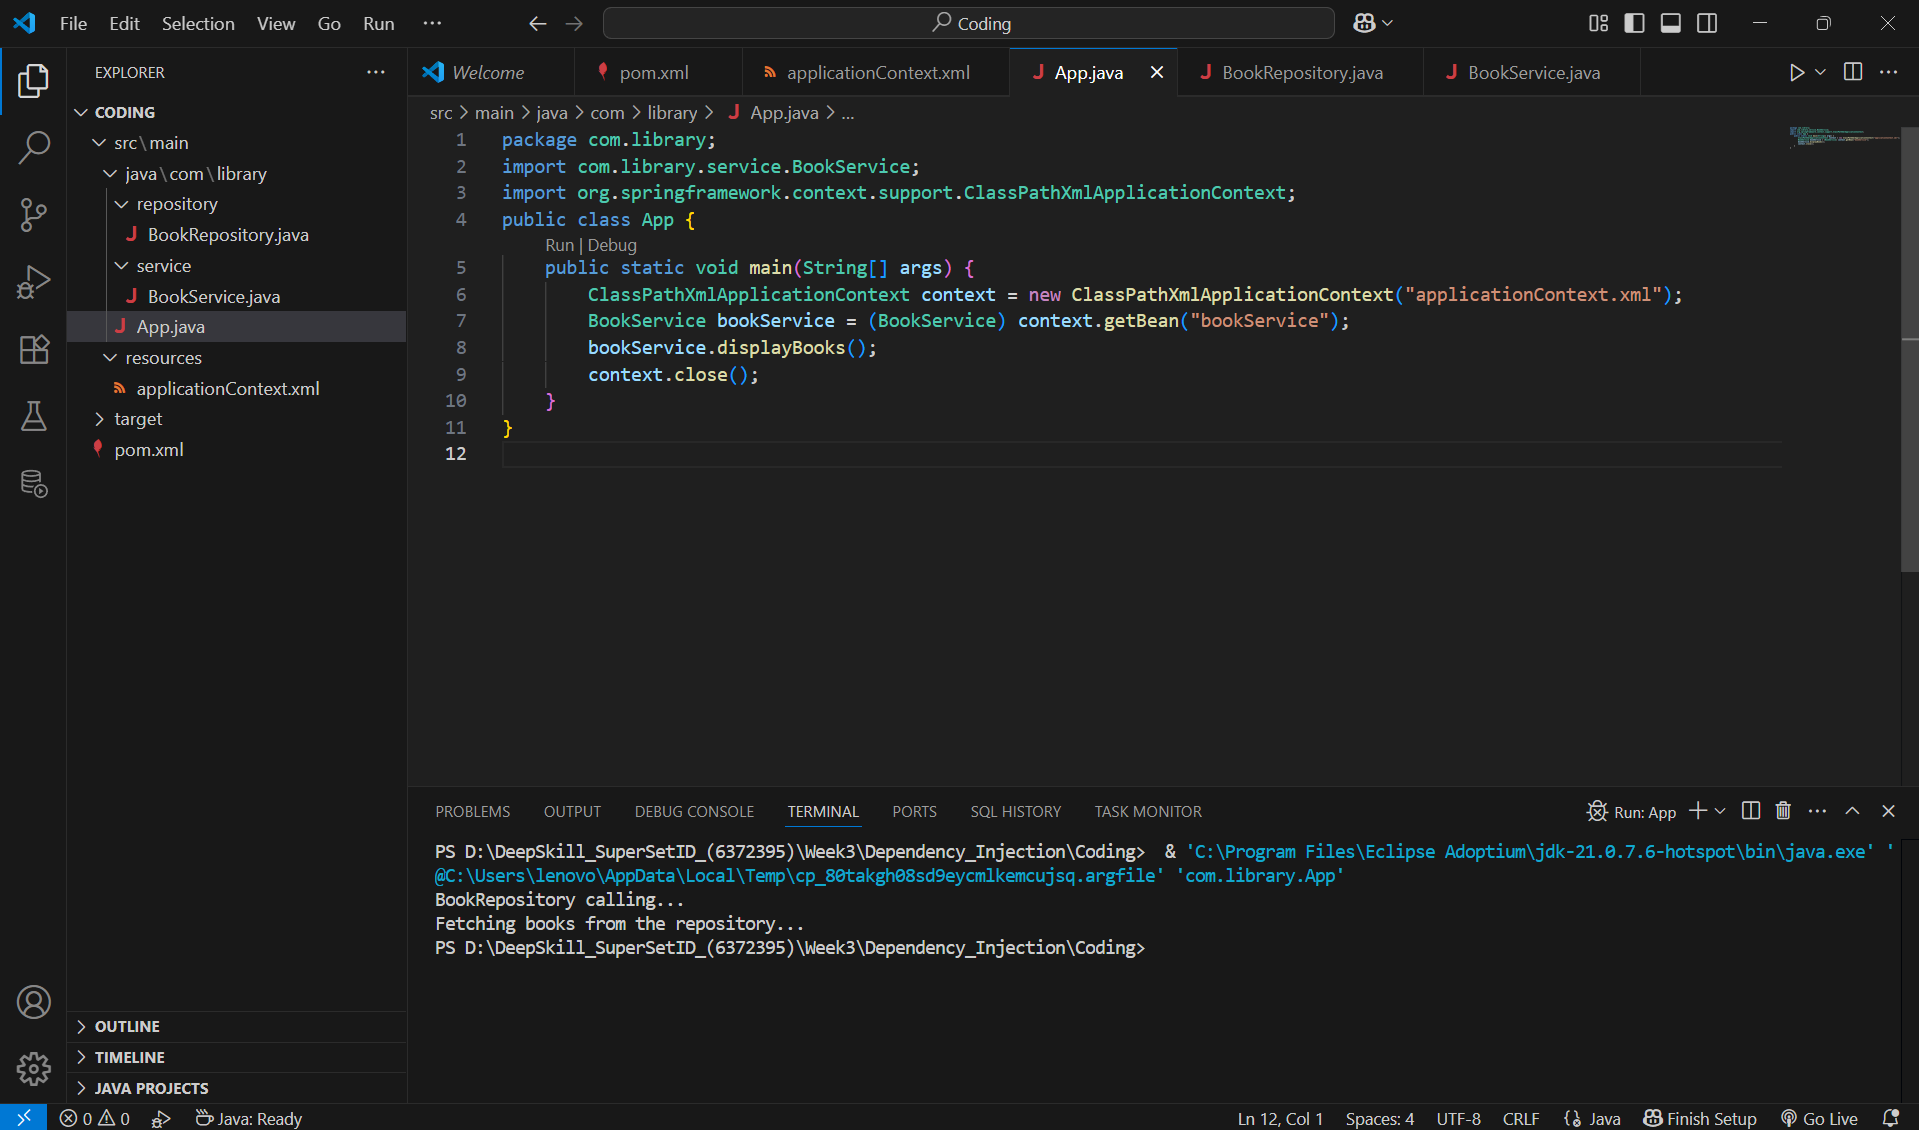 File Edit Selection View Go Run ···
Coding
EXPLORER ···
CODING
src\main
java\com\library
repository
BookRepository.java
service
BookService.java
App.java
resources
applicationContext.xml
target
pom.xml
OUTLINE
TIMELINE
JAVA PROJECTS
Welcome pom.xml applicationContext.xml App.java BookRepository.java BookService.java
src > main > java > com > library > App.java > ...
1 package com.library;
2 import com.library.service.BookService;
3 import org.springframework.context.support.ClassPathXmlApplicationContext;
4 public class App {
Run | Debug
5 public static void main(String[] args) {
6 ClassPathXmlApplicationContext context = new ClassPathXmlApplicationContext("applicationContext.xml");
7 BookService bookService = (BookService) context.getBean("bookService");
8 bookService.displayBooks();
9 context.close();
10 }
11 }
12
PROBLEMS OUTPUT DEBUG CONSOLE TERMINAL PORTS SQL HISTORY TASK MONITOR
Run: App
PS D:\DeepSkill_SuperSetID_(6372395)\Week3\Dependency_Injection\Coding>  & 'C:\Program Files\Eclipse Adoptium\jdk-21.0.7.6-hotspot\bin\java.exe' '
@C:\Users\lenovo\AppData\Local\Temp\cp_80takgh08sd9eycmlkemcujsq.argfile' 'com.library.App'
BookRepository calling...
Fetching books from the repository...
PS D:\DeepSkill_SuperSetID_(6372395)\Week3\Dependency_Injection\Coding>
0 0 Java: Ready
Ln 12, Col 1 Spaces: 4 UTF-8 CRLF {} Java Finish Setup Go Live